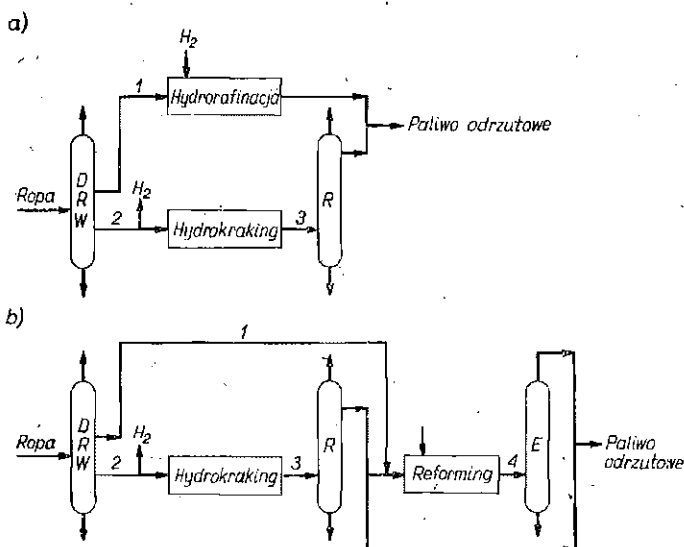 a)
H2
1
Hydrorafinacja
Paliwo odrzutowe
D
R
W
Ropa
2
H2
Hydrokraking
3
R
b)
1
D
R
W
Ropa
2
H2
Hydrokraking
3
R
Reforming
4
E
Paliwo
odrzutowe